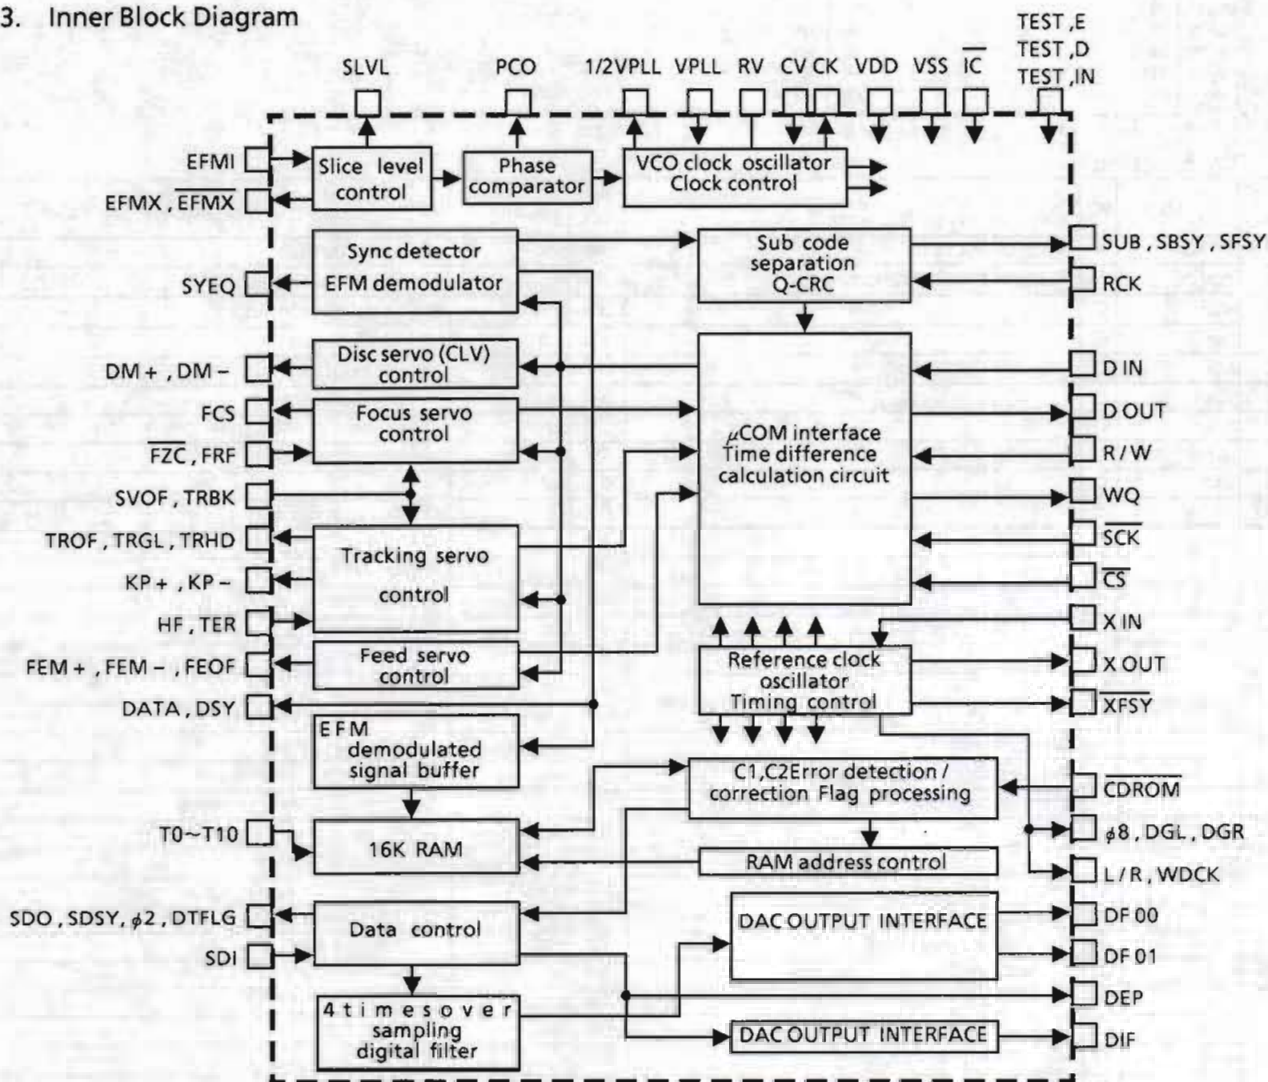 3. Inner Block Diagram
TEST,E
TEST,D
TEST,IN
SLVL
PCO
1/2VPLL
VPLL
RV
CV
CK
VDD
VSS
I̅C̅
EFMI
EFMX, E̅F̅M̅X̅
Slice level
control
Phase
comparator
VCO clock oscillator
Clock control
SYEQ
Sync detector
EFM demodulator
Sub code
separation
Q-CRC
SUB, SBSY, SFSY
RCK
DM+, DM-
Disc servo (CLV)
control
FCS
F̅Z̅C̅, FRF
Focus servo
control
SVOF, TRBK
μCOM interface
Time difference
calculation circuit
D IN
D OUT
R/W
WQ
S̅C̅K̅
C̅S̅
TROF, TRGL, TRHD
KP+, KP-
HF, TER
Tracking servo
control
X IN
X OUT
X̅F̅S̅Y̅
FEM+, FEM-, FEOF
Feed servo
control
Reference clock
oscillator
Timing control
DATA, DSY
EFM
demodulated
signal buffer
C1,C2Error detection /
correction Flag processing
C̅D̅R̅O̅M̅
T0~T10
16K RAM
RAM address control
φ8, DGL, DGR
L/R, WDCK
SDO, SDSY, φ2, DTFLG
SDI
Data control
DAC OUTPUT INTERFACE
DF 00
DF 01
4 times over
sampling
digital filter
DEP
DAC OUTPUT INTERFACE
DIF